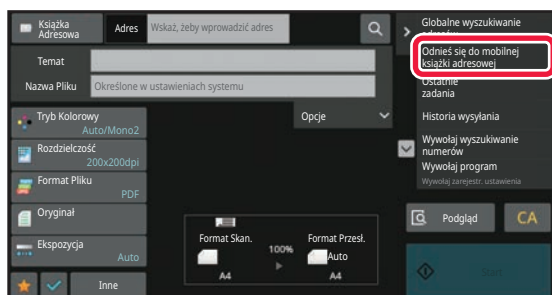 Książka
Adresowa
Adres
Wskaż, żeby wprowadzić adres
Temat
Nazwa Pliku
Określone w ustawieniach systemu
Tryb Kolorowy
Auto/Mono2
Rozdzielczość
200x200dpi
Format Pliku
PDF
Oryginał
Ekspozycja
Auto
Inne
Opcje
Format Skan.
100%
Format Przesł.
Auto
A4
A4
Globalne wyszukiwanie
adresów
Odnieś się do mobilnej
książki adresowej
Ostatnie
zadania
Historia wysyłania
Wywołaj wyszukiwanie
numerów
Wywołaj program
Wywołaj zarejestr. ustawienia
Podgląd
CA
Start